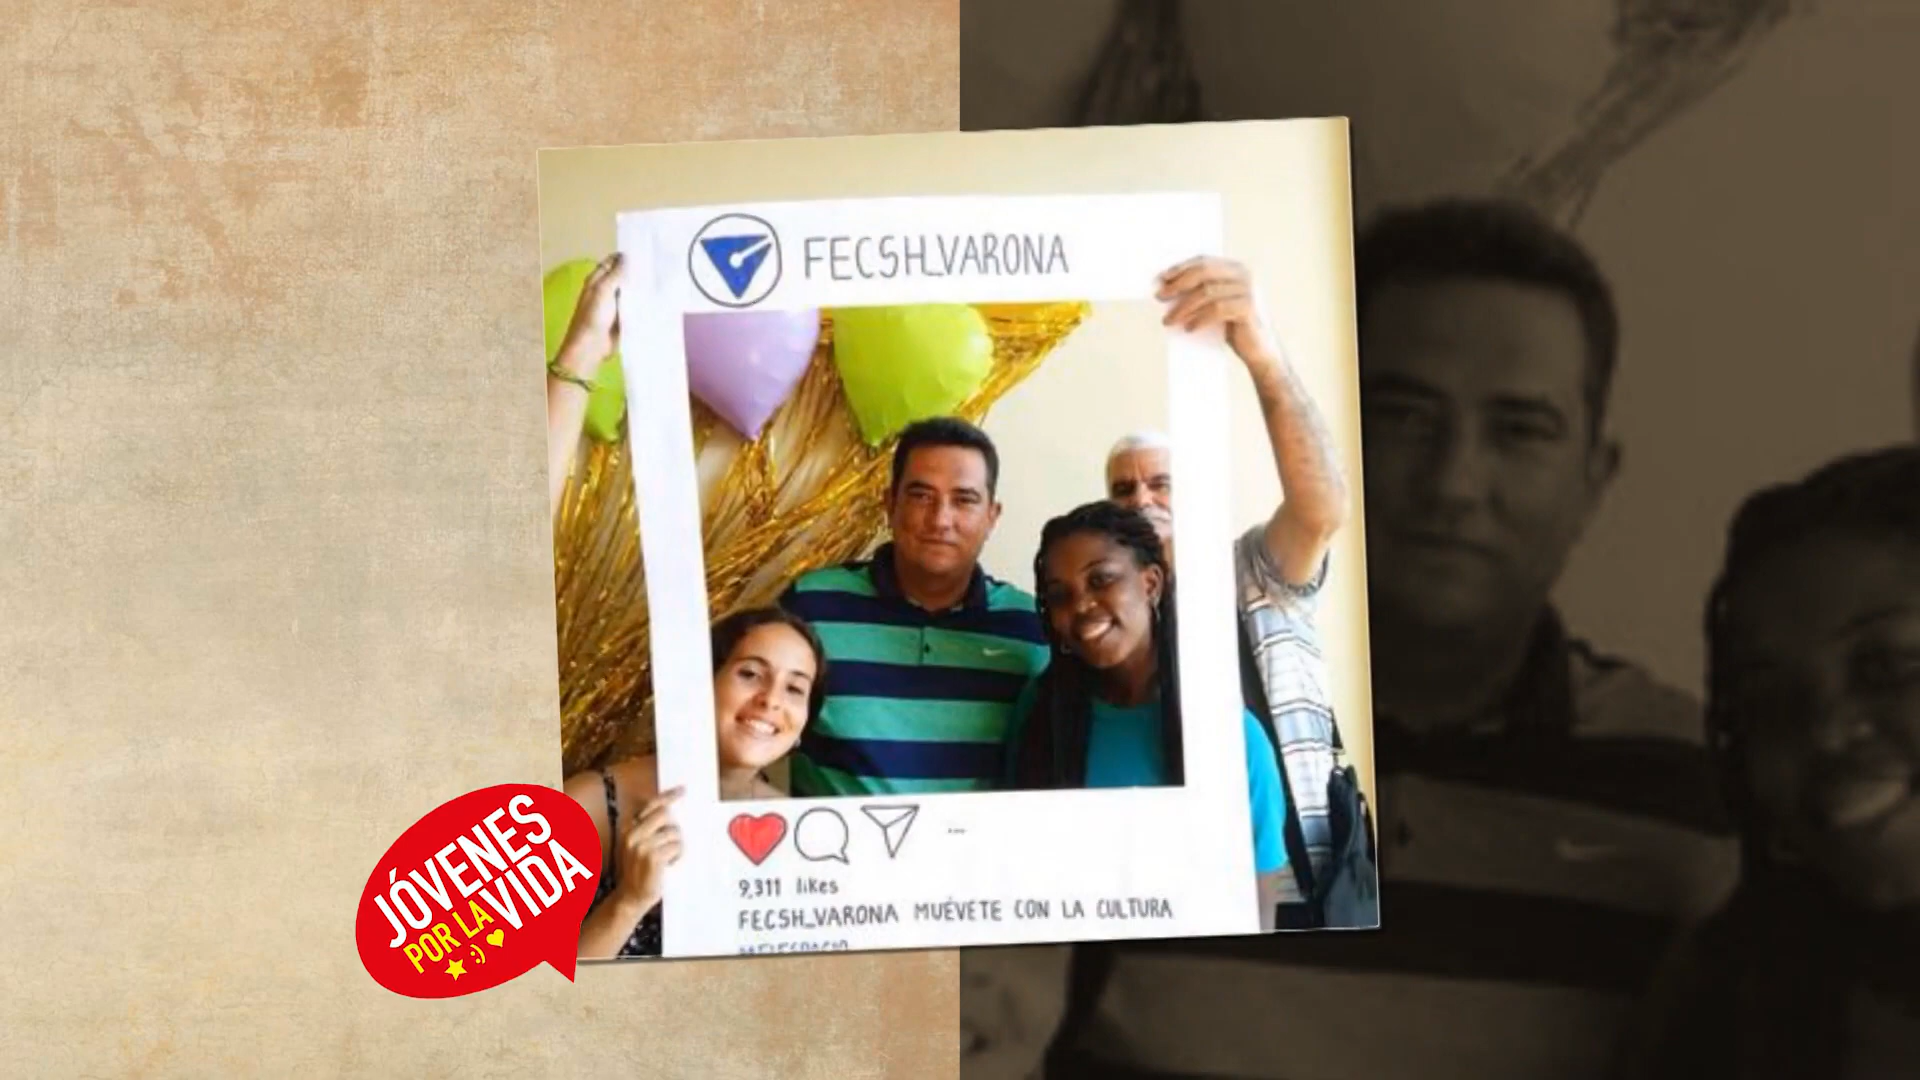 FECSH_VARONA
9,311 likes
FECSH_VARONA MUÉVETE CON LA CULTURA
JÓVENES
POR LA
VIDA